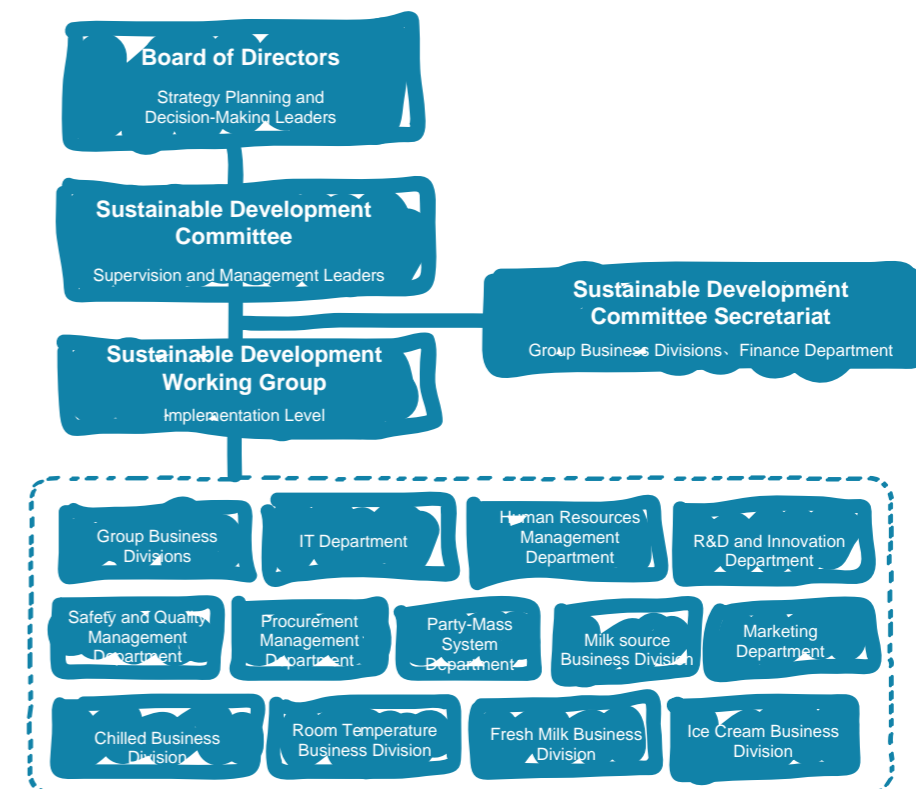 Board of Directors
Strategy Planning and
Decision-Making Leaders
Sustainable Development
Committee
Supervision and Management Leaders
Sustainable Development
Committee Secretariat
Group Business Divisions、Finance Department
Sustainable Development
Working Group
Implementation Level
Group Business
Divisions
IT Department
Human Resources
Management
Department
R&D and Innovation
Department
Safety and Quality
Management
Department
Procurement
Management
Department
Party-Mass
System
Department
Milk source
Business Division
Marketing
Department
Chilled Business
Division
Room Temperature
Business Division
Fresh Milk Business
Division
Ice Cream Business
Division